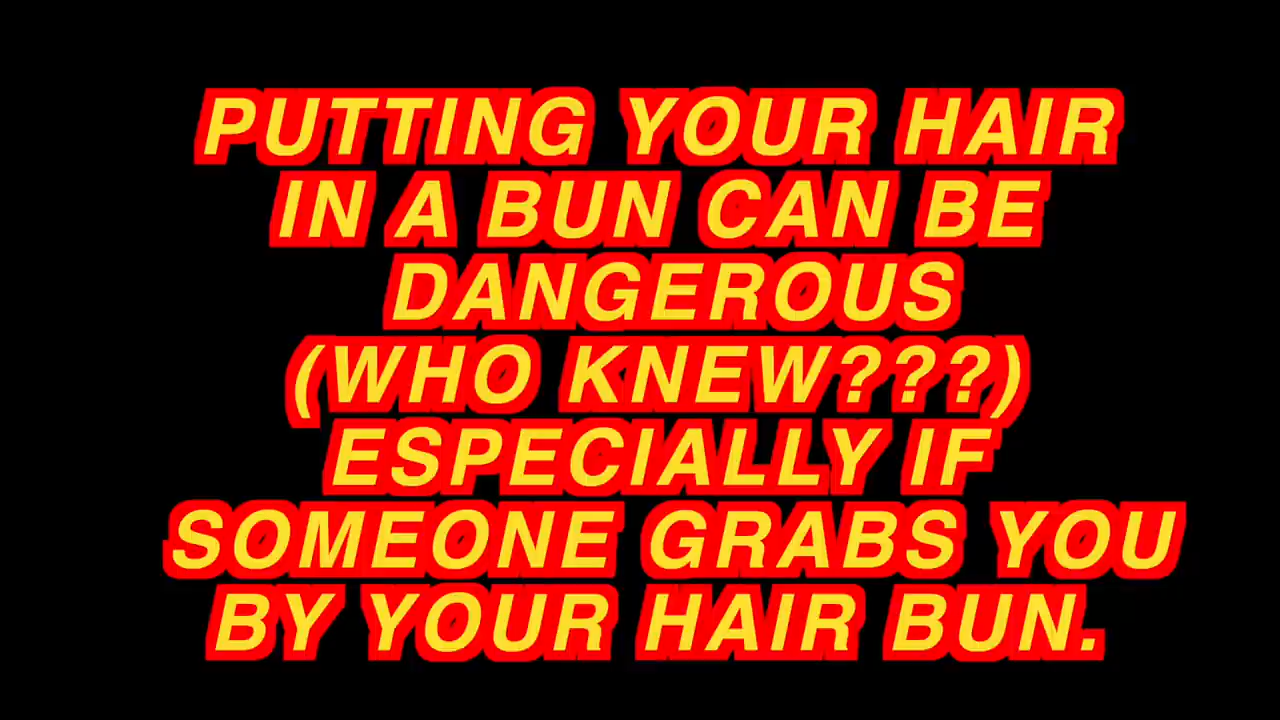 PUTTING YOUR HAIR
IN A BUN CAN BE
DANGEROUS
(WHO KNEW???)
ESPECIALLY IF
SOMEONE GRABS YOU
BY YOUR HAIR BUN.